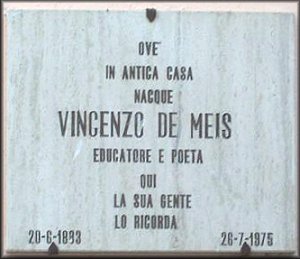 OVE'
IN ANTICA CASA
NACQUE
VINCENZO DE MEIS
EDUCATORE E POETA
QUI
LA SUA GENTE
LO RICORDA
20-6-1893 26-7-1975